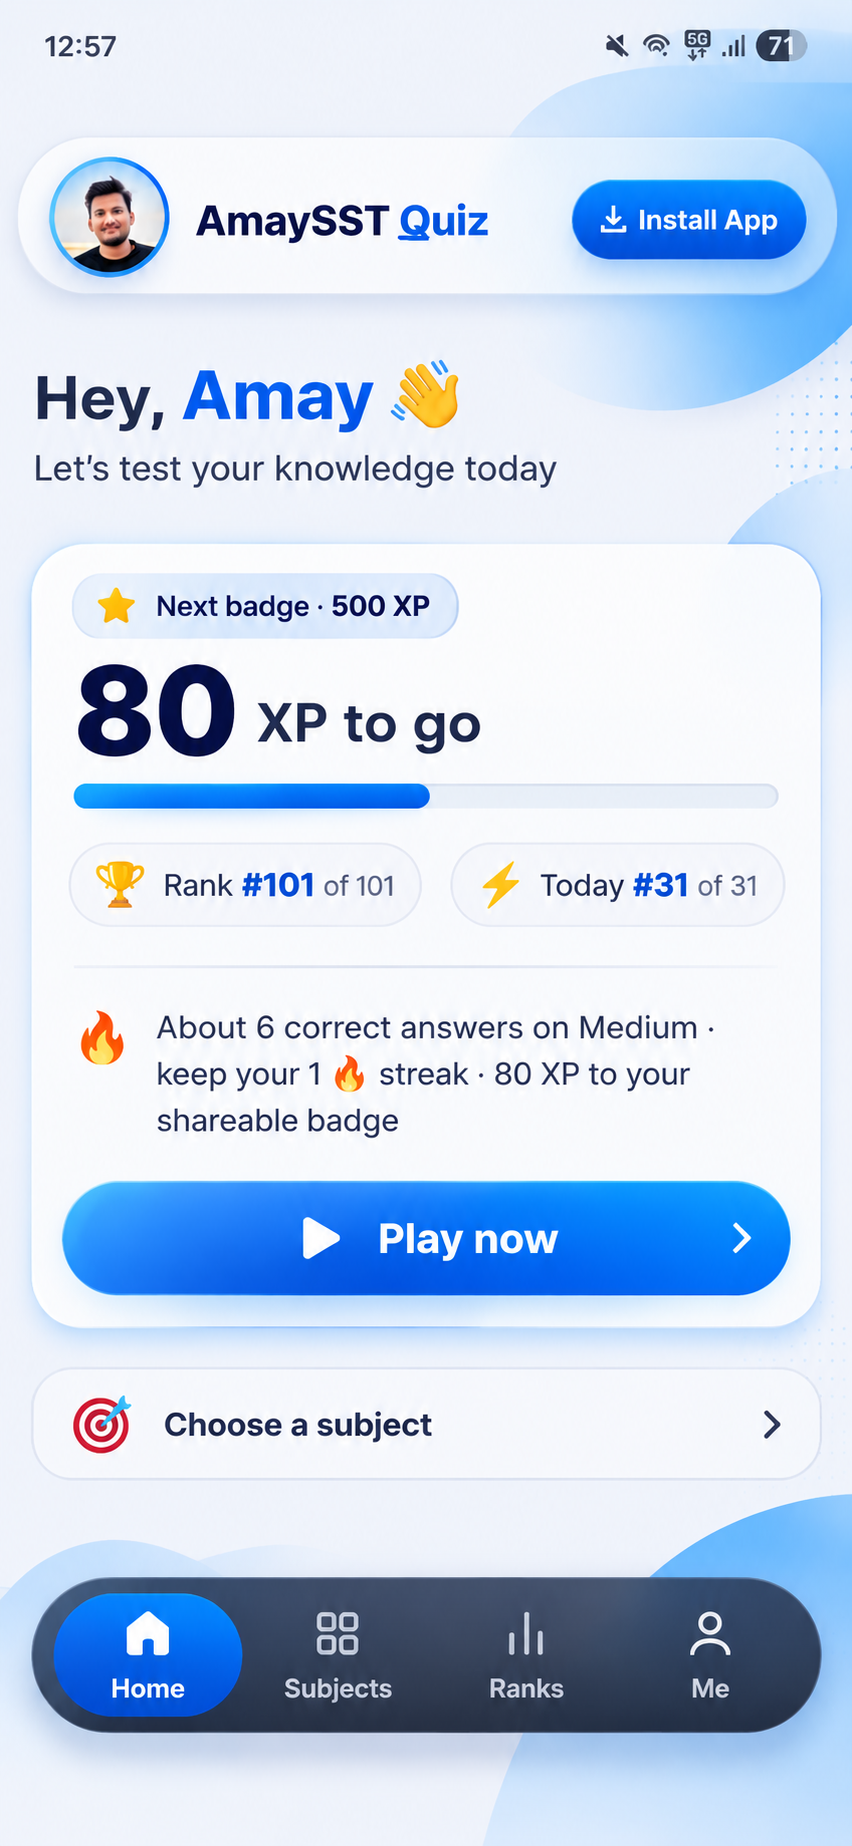 12:57
5G
71
AmaySST Quiz
Install App
Hey, Amay 👋
Let’s test your knowledge today
Next badge · 500 XP
80 XP to go
Rank #101 of 101
Today #31 of 31
About 6 correct answers on Medium ·
keep your 1 🔥 streak · 80 XP to your
shareable badge
Play now
Choose a subject
Home
Subjects
Ranks
Me